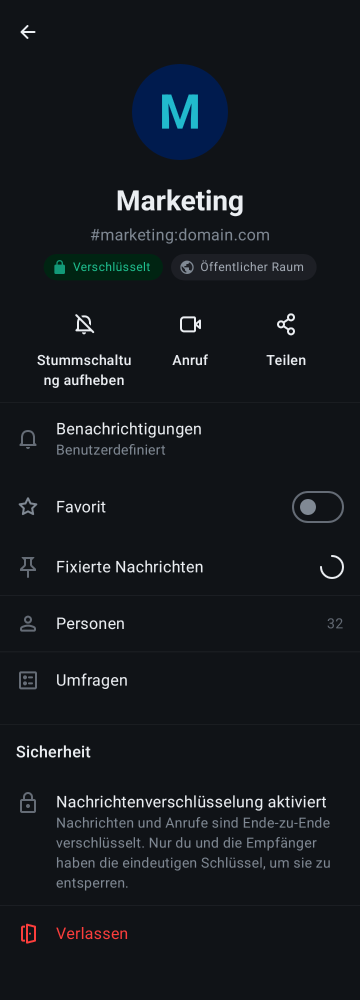 M
Marketing
#marketing:domain.com
Verschlüsselt
Öffentlicher Raum
Stummschaltu
ng aufheben
Anruf
Teilen
Benachrichtigungen
Benutzerdefiniert
Favorit
Fixierte Nachrichten
Personen 32
Umfragen
Sicherheit
Nachrichtenverschlüsselung aktiviert
Nachrichten und Anrufe sind Ende-zu-Ende
verschlüsselt. Nur du und die Empfänger
haben die eindeutigen Schlüssel, um sie zu
entsperren.
Verlassen